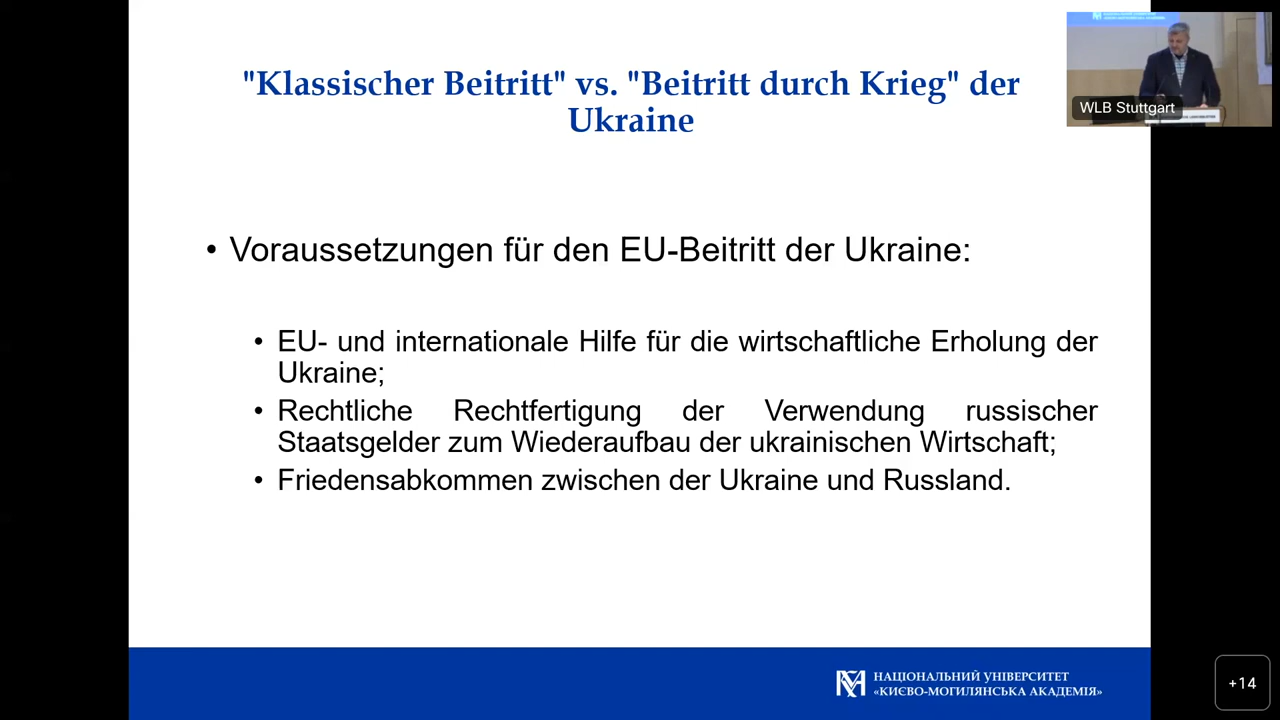 "Klassischer Beitritt" vs. "Beitritt durch Krieg" der
Ukraine
• Voraussetzungen für den EU-Beitritt der Ukraine:
• EU- und internationale Hilfe für die wirtschaftliche Erholung der
Ukraine;
• Rechtliche Rechtfertigung der Verwendung russischer
Staatsgelder zum Wiederaufbau der ukrainischen Wirtschaft;
• Friedensabkommen zwischen der Ukraine und Russland.
НАЦІОНАЛЬНИЙ УНІВЕРСИТЕТ
«КИЄВО-МОГИЛЯНСЬКА АКАДЕМІЯ»
WLB Stuttgart
+14